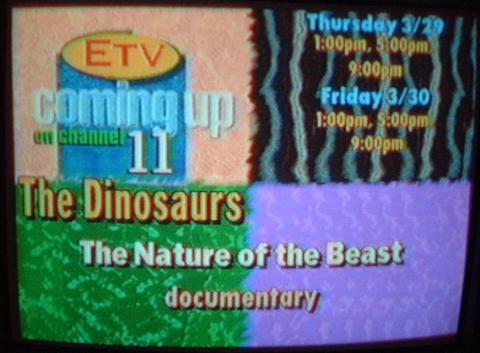 ETV
coming up
on channel
11
Thursday 3/29
1:00pm, 5:00pm,
9:00pm
Friday 3/30
1:00pm, 5:00pm,
9:00pm
The Dinosaurs
The Nature of the Beast
documentary